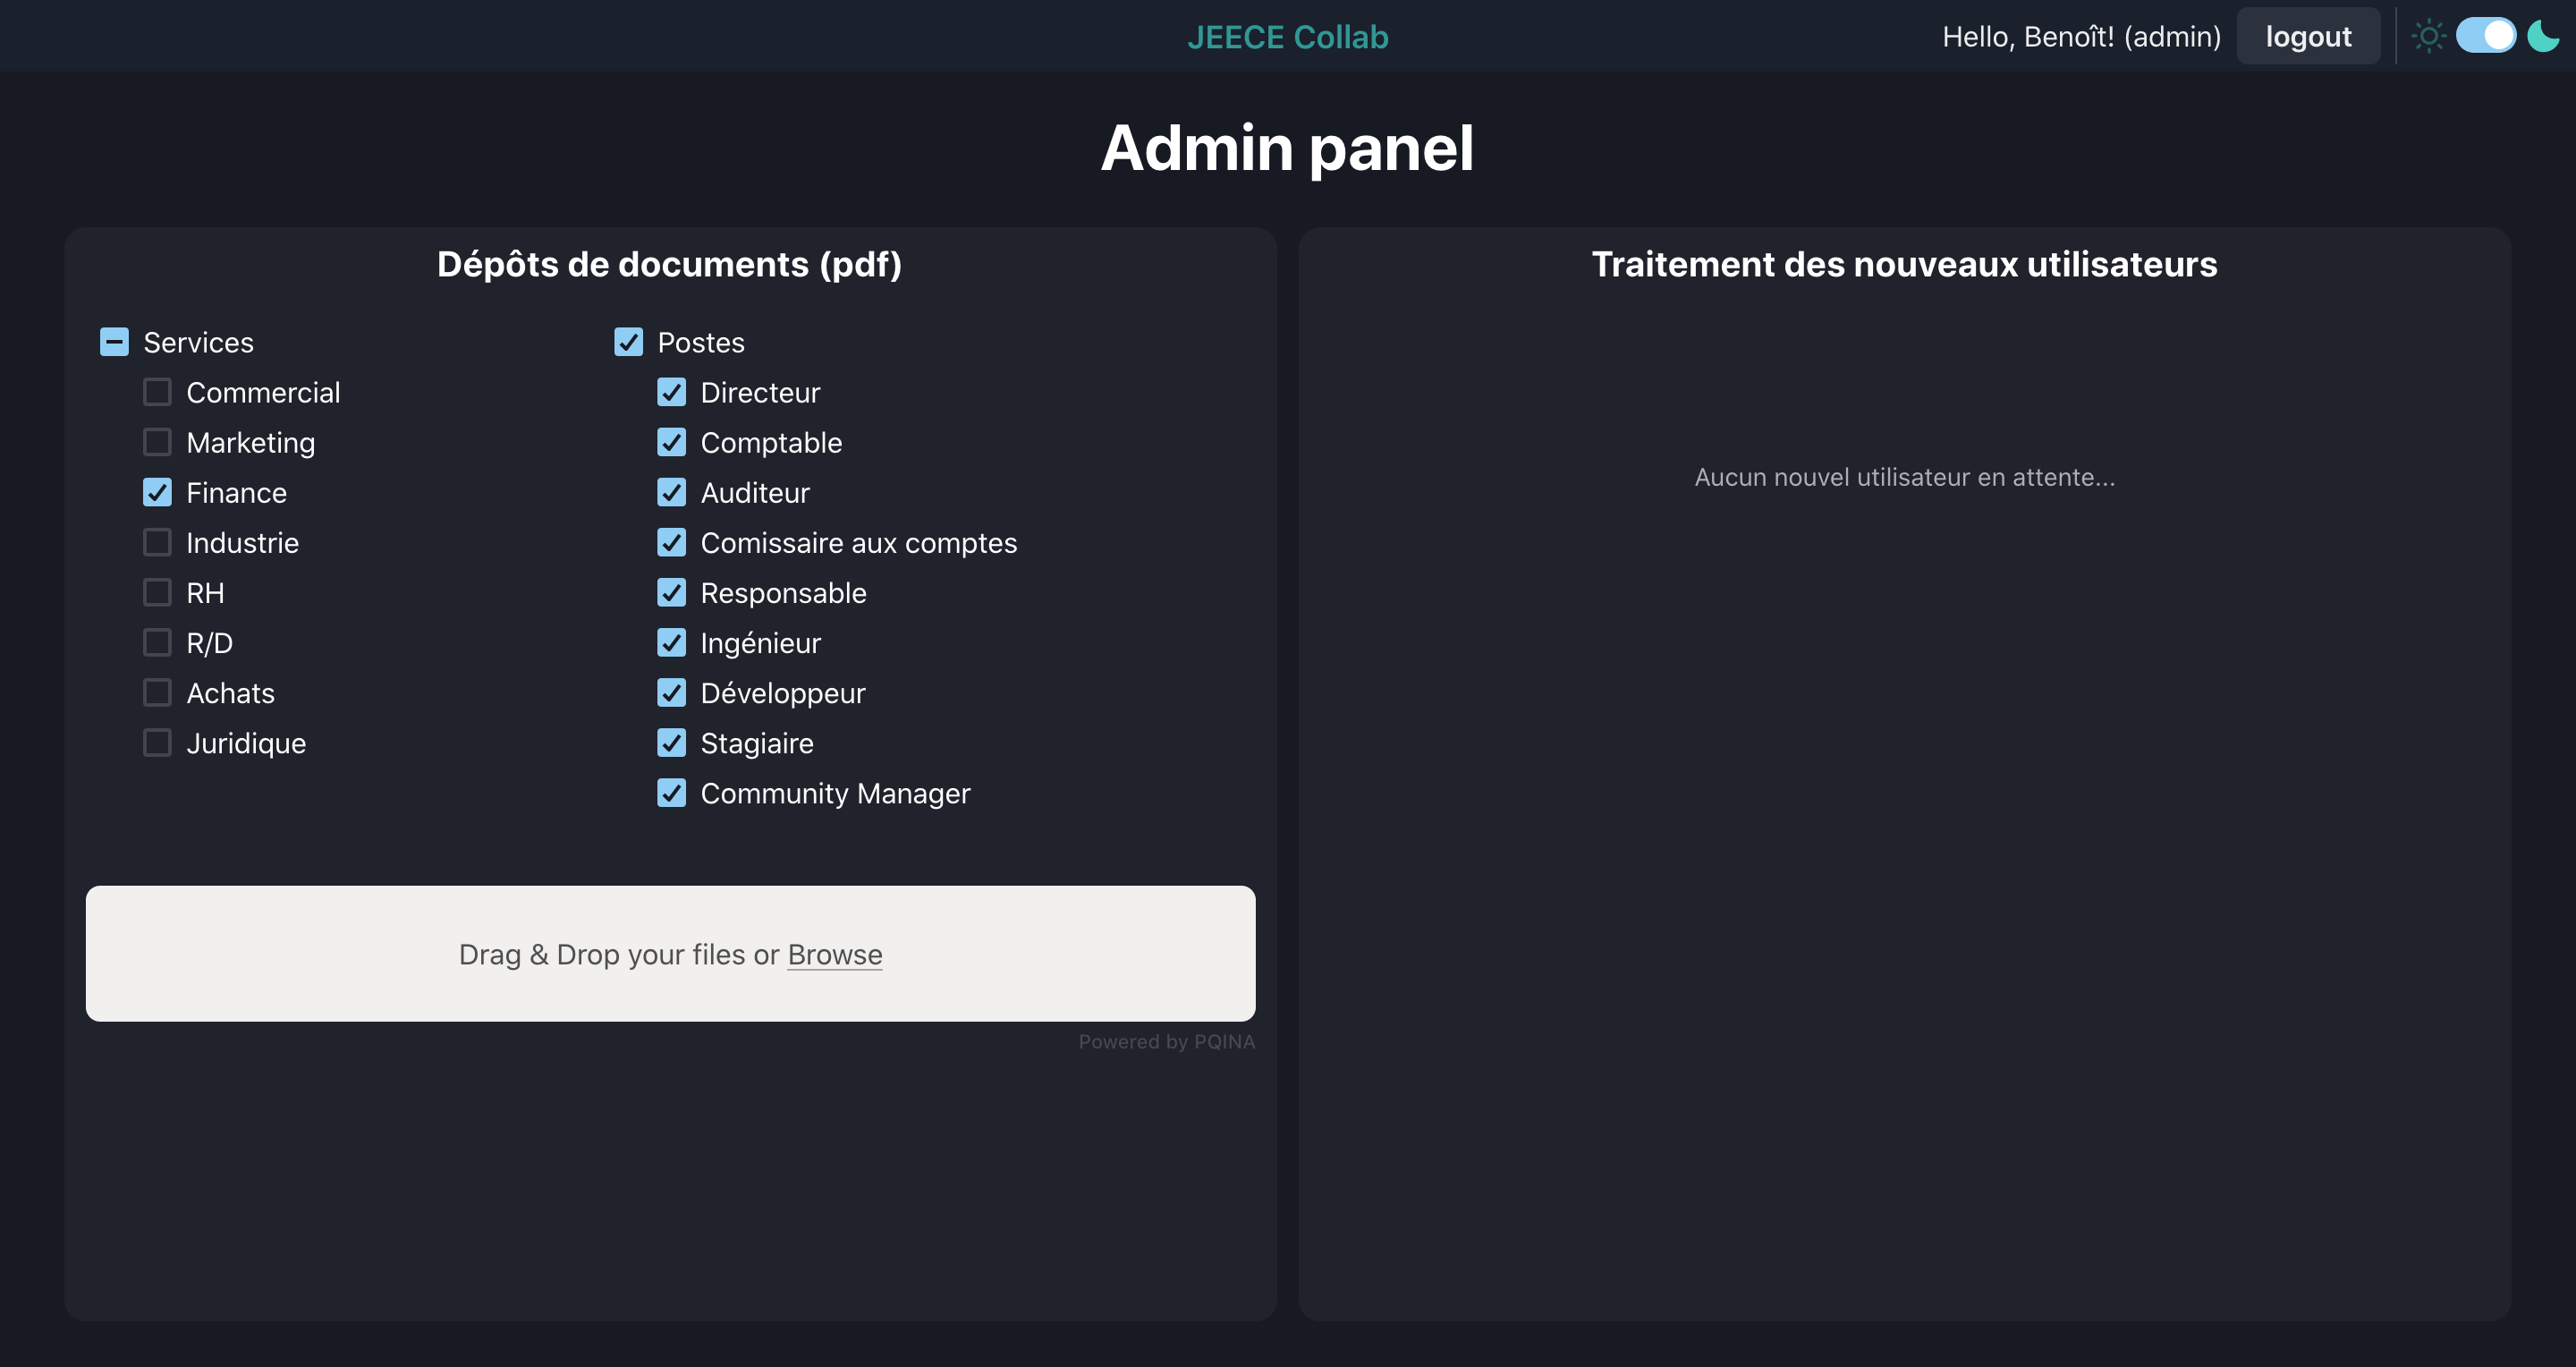 JEECE Collab
Hello, Benoît! (admin)
logout
Admin panel
Dépôts de documents (pdf)
Services
Commercial
Marketing
Finance
Industrie
RH
R/D
Achats
Juridique
Postes
Directeur
Comptable
Auditeur
Comissaire aux comptes
Responsable
Ingénieur
Développeur
Stagiaire
Community Manager
Drag & Drop your files or Browse
Powered by PQINA
Traitement des nouveaux utilisateurs
Aucun nouvel utilisateur en attente...